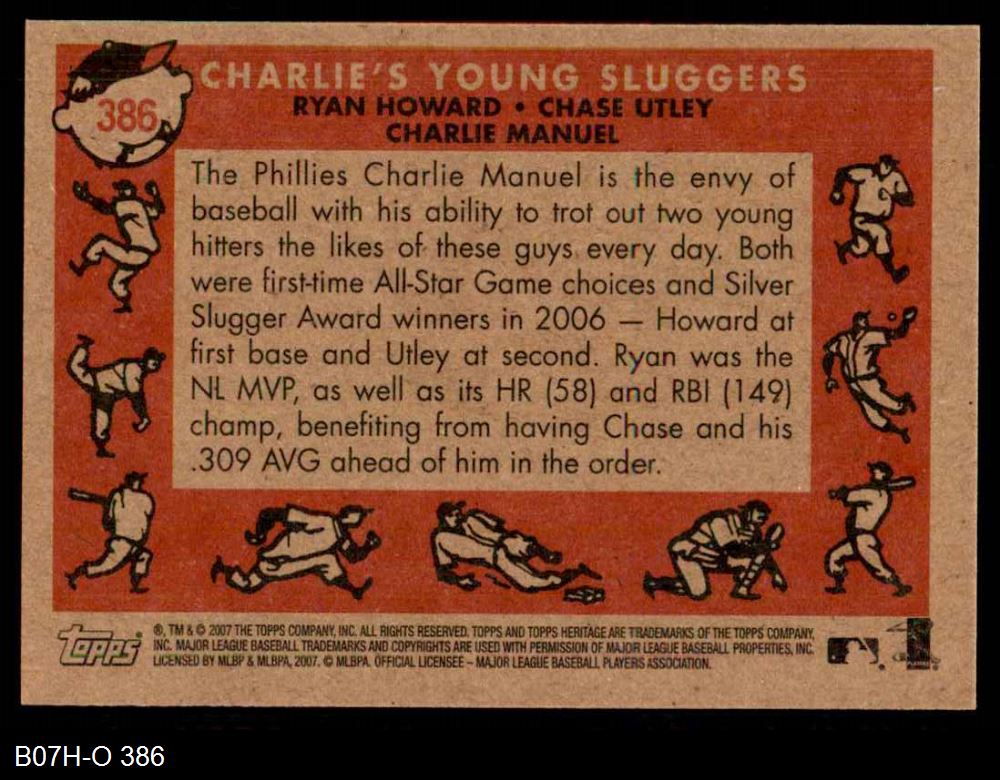 386
CHARLIE'S YOUNG SLUGGERS
RYAN HOWARD • CHASE UTLEY
CHARLIE MANUEL
The Phillies Charlie Manuel is the envy of
baseball with his ability to trot out two young
hitters the likes of these guys every day. Both
were first-time All-Star Game choices and Silver
Slugger Award winners in 2006 — Howard at
first base and Utley at second. Ryan was the
NL MVP, as well as its HR (58) and RBI (149)
champ, benefiting from having Chase and his
.309 AVG ahead of him in the order.
topps
®, TM & © 2007 THE TOPPS COMPANY, INC. ALL RIGHTS RESERVED. TOPPS AND TOPPS HERITAGE ARE TRADEMARKS OF THE TOPPS COMPANY,
INC. MAJOR LEAGUE BASEBALL TRADEMARKS AND COPYRIGHTS ARE USED WITH PERMISSION OF MAJOR LEAGUE BASEBALL PROPERTIES, INC.
LICENSED BY MLBP & MLBPA, 2007. © MLBPA. OFFICIAL LICENSEE – MAJOR LEAGUE BASEBALL PLAYERS ASSOCIATION.
B07H-O 386